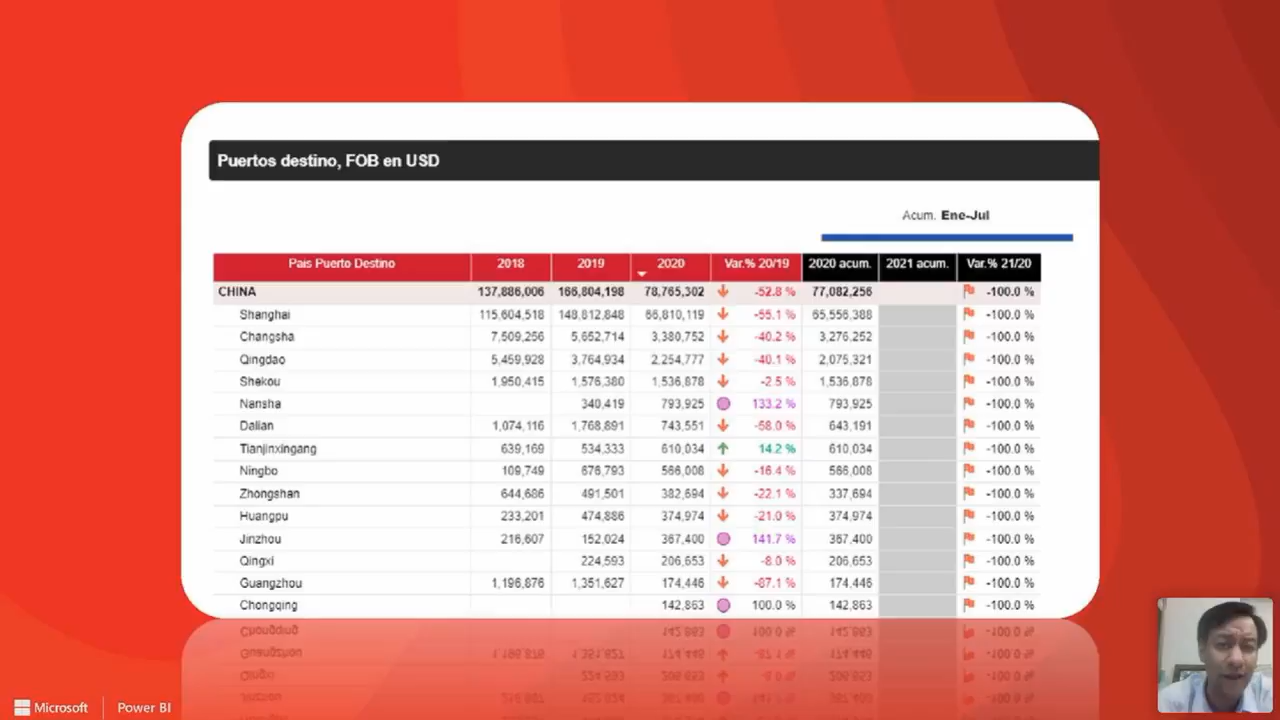 Puertos destino, FOB en USD
Acum. Ene-Jul
País Puerto Destino 2018 2019 2020 Var.% 20/19 2020 acum. 2021 acum. Var.% 21/20
CHINA 137,886,006 166,804,198 78,765,302 -52.8 % 77,082,256 -100.0 %
Shanghai 115,604,518 148,812,848 66,810,119 -55.1 % 65,556,388 -100.0 %
Changsha 7,509,256 5,652,714 3,380,752 -40.2 % 3,276,252 -100.0 %
Qingdao 5,459,928 3,764,934 2,254,777 -40.1 % 2,075,321 -100.0 %
Shekou 1,950,415 1,576,380 1,536,878 -2.5 % 1,536,878 -100.0 %
Nansha 340,419 793,925 133.2 % 793,925 -100.0 %
Dalian 1,074,116 1,768,891 743,551 -58.0 % 643,191 -100.0 %
Tianjinxingang 639,169 534,333 610,034 14.2 % 610,034 -100.0 %
Ningbo 109,749 676,793 566,008 -16.4 % 566,008 -100.0 %
Zhongshan 644,686 491,501 382,694 -22.1 % 337,694 -100.0 %
Huangpu 233,201 474,886 374,974 -21.0 % 374,974 -100.0 %
Jinzhou 216,607 152,024 367,400 141.7 % 367,400 -100.0 %
Qingxi 224,593 206,653 -8.0 % 206,653 -100.0 %
Guangzhou 1,196,876 1,351,627 174,446 -87.1 % 174,446 -100.0 %
Chongqing 142,863 100.0 % 142,863 -100.0 %
Microsoft Power BI